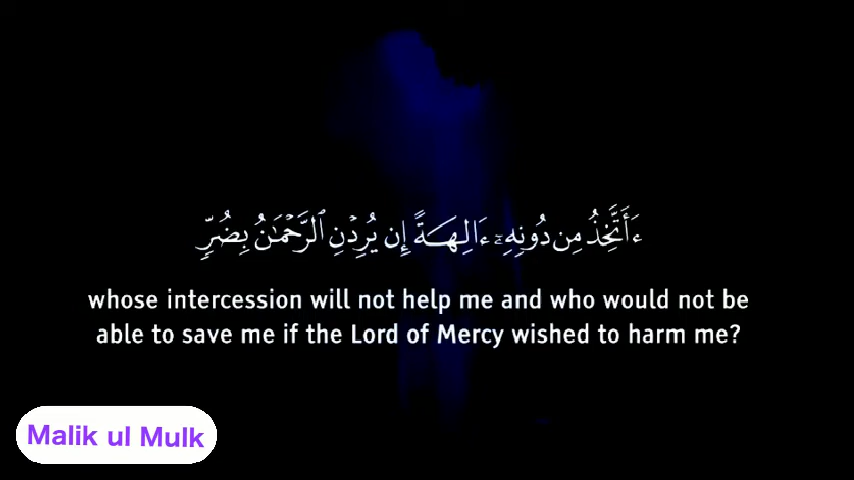 ءَأَتَّخِذُ مِن دُونِهِۦٓ ءَالِهَةً إِن يُرِدْنِ ٱلرَّحْمَـٰنُ بِضُرٍّ
whose intercession will not help me and who would not be
able to save me if the Lord of Mercy wished to harm me?
Malik ul Mulk